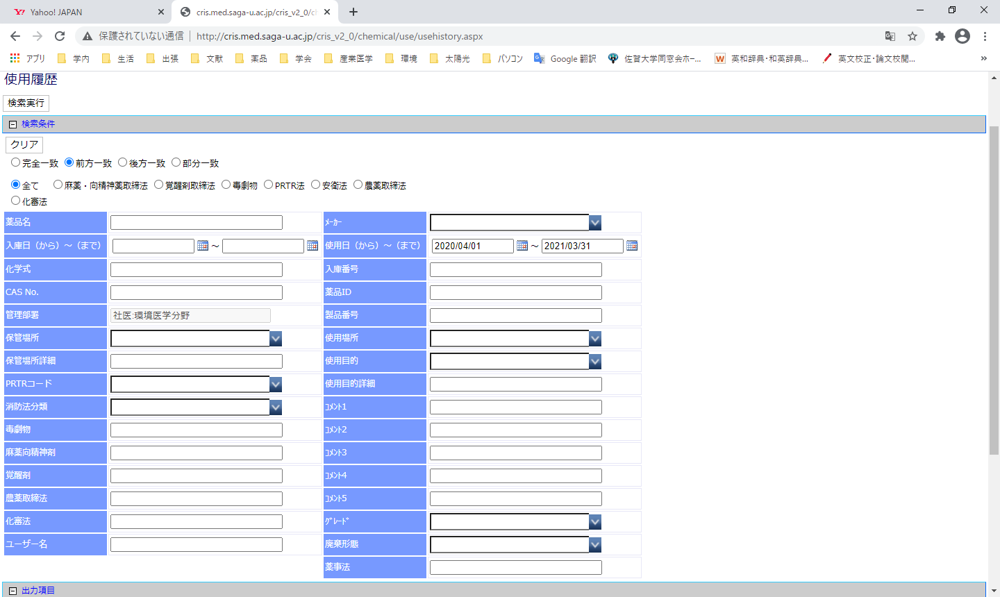 Yahoo! JAPAN
cris.med.saga-u.ac.jp/cris_v2_0/ch
保護されていない通信 http://cris.med.saga-u.ac.jp/cris_v2_0/chemical/use/usehistory.aspx
アプリ 学内 生活 出張 文献 薬品 学会 産業医学 環境 太陽光 パソコン Google 翻訳 佐賀大学同窓会ホー... 英和辞典・和英辞典... 英文校正・論文校閲... »
使用履歴
検索実行
検索条件
クリア
完全一致 前方一致 後方一致 部分一致
全て 麻薬・向精神薬取締法 覚醒剤取締法 毒劇物 PRTR法 安衛法 農薬取締法
化審法
薬品名 ﾒｰｶｰ
入庫日（から）～（まで） ～ 使用日（から）～（まで） 2020/04/01 ～ 2021/03/31
化学式 入庫番号
CAS No. 薬品ID
管理部署 社医:環境医学分野 製品番号
保管場所 使用場所
保管場所詳細 使用目的
PRTRコード 使用目的詳細
消防法分類 ｺﾒﾝﾄ1
毒劇物 ｺﾒﾝﾄ2
麻薬向精神剤 ｺﾒﾝﾄ3
覚醒剤 ｺﾒﾝﾄ4
農薬取締法 ｺﾒﾝﾄ5
化審法 ｸﾞﾚｰﾄﾞ
ユーザー名 廃棄形態
薬事法
出力項目